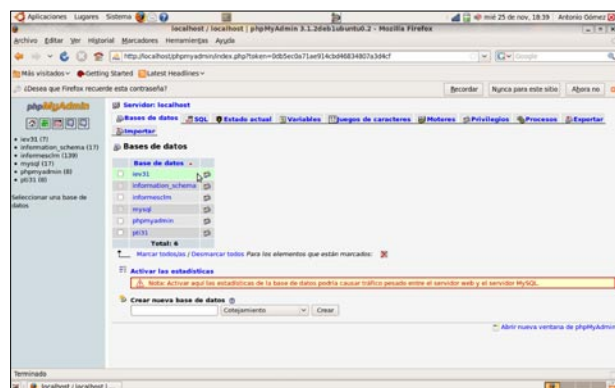 Aplicaciones Lugares Sistema mié 25 de nov, 18:39 Antonio Gómez
localhost / localhost | phpMyAdmin 3.1.2deb1ubuntu0.2 - Mozilla Firefox
Archivo Editar Ver Historial Marcadores Herramientas Ayuda
http://localhost/phpmyadmin/index.php?token=0db5ec0a71ae914cbd46834807a3d4cf Google
Más visitados Getting Started Latest Headlines
¿Desea que Firefox recuerde esta contraseña? Recordar Nunca para este sitio Ahora no
phpMyAdmin
iev31 (7)
information_schema (17)
informesclm (139)
mysql (17)
phpmyadmin (8)
pti31 (8)
Seleccionar una base de datos
Servidor: localhost
Bases de datos SQL Estado actual Variables Juegos de caracteres Motores Privilegios Procesos Exportar
Importar
Bases de datos
Base de datos
iev31
information_schema
informesclm
mysql
phpmyadmin
pti31
Total: 6
Marcar todos/as / Desmarcar todos Para los elementos que están marcados:
Activar las estadísticas
Nota: Activar aquí las estadísticas de la base de datos podría causar tráfico pesado entre el servidor web y el servidor MySQL.
Crear nueva base de datos
Cotejamiento Crear
Abrir nueva ventana de phpMyAdmin
Terminado
localhost / localhost |...